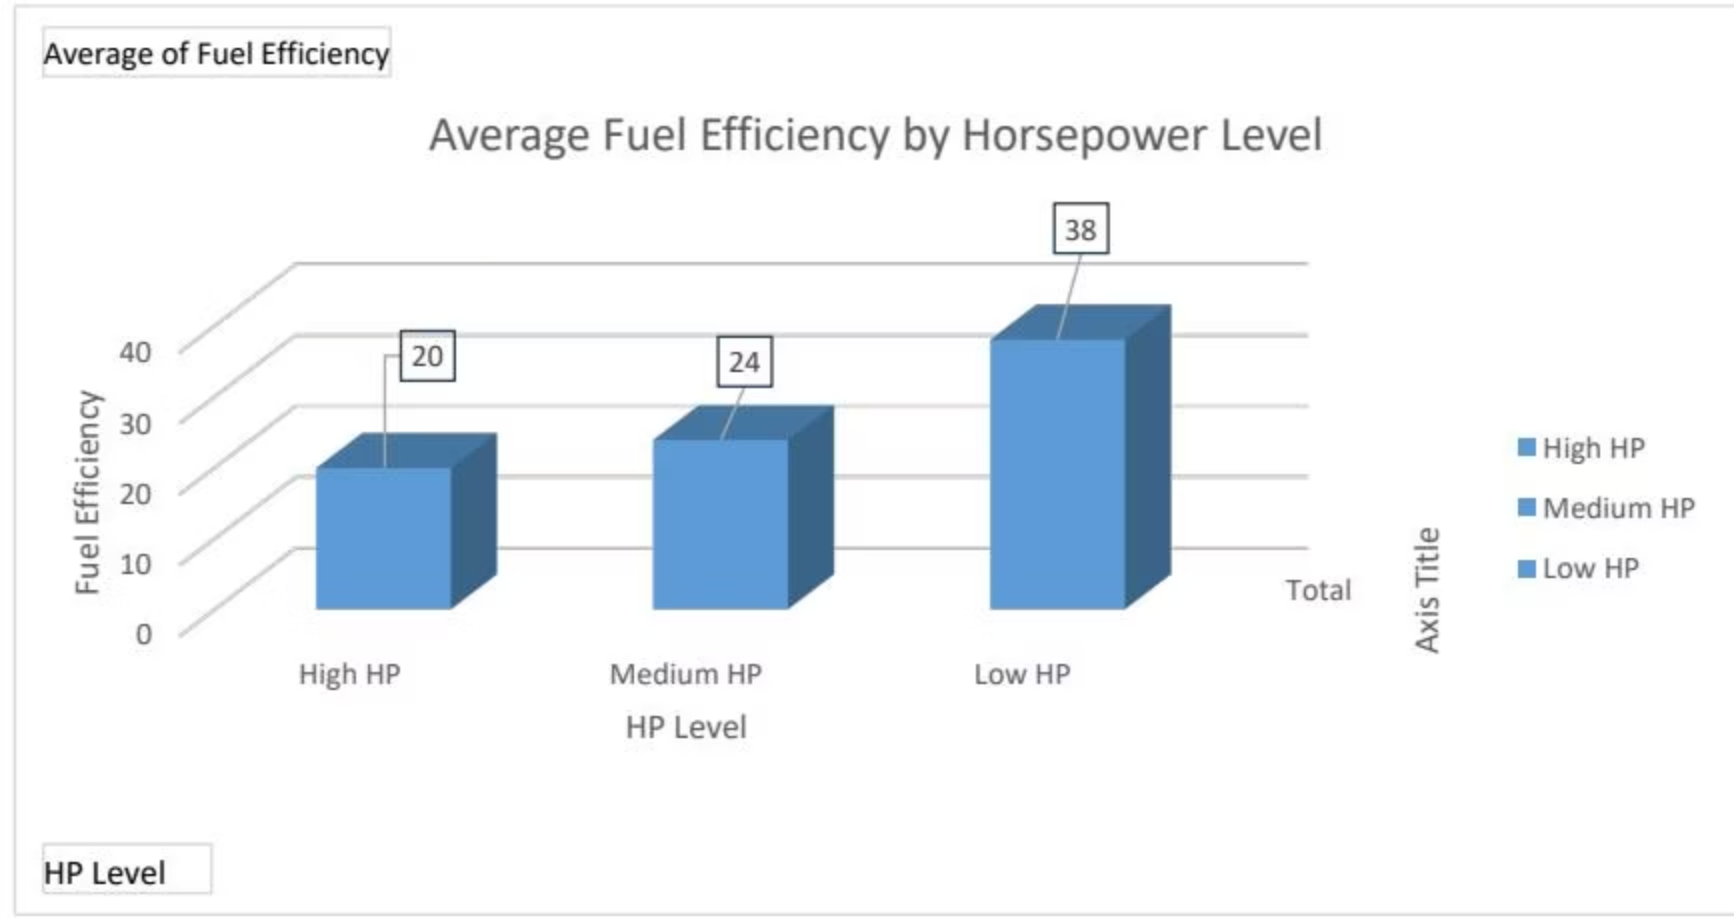 Average of Fuel Efficiency
Average Fuel Efficiency by Horsepower Level
38
20
24
40
30
20
10
0
Fuel Efficiency
High HP
Medium HP
Low HP
HP Level
Total
Axis Title
High HP
Medium HP
Low HP
HP Level